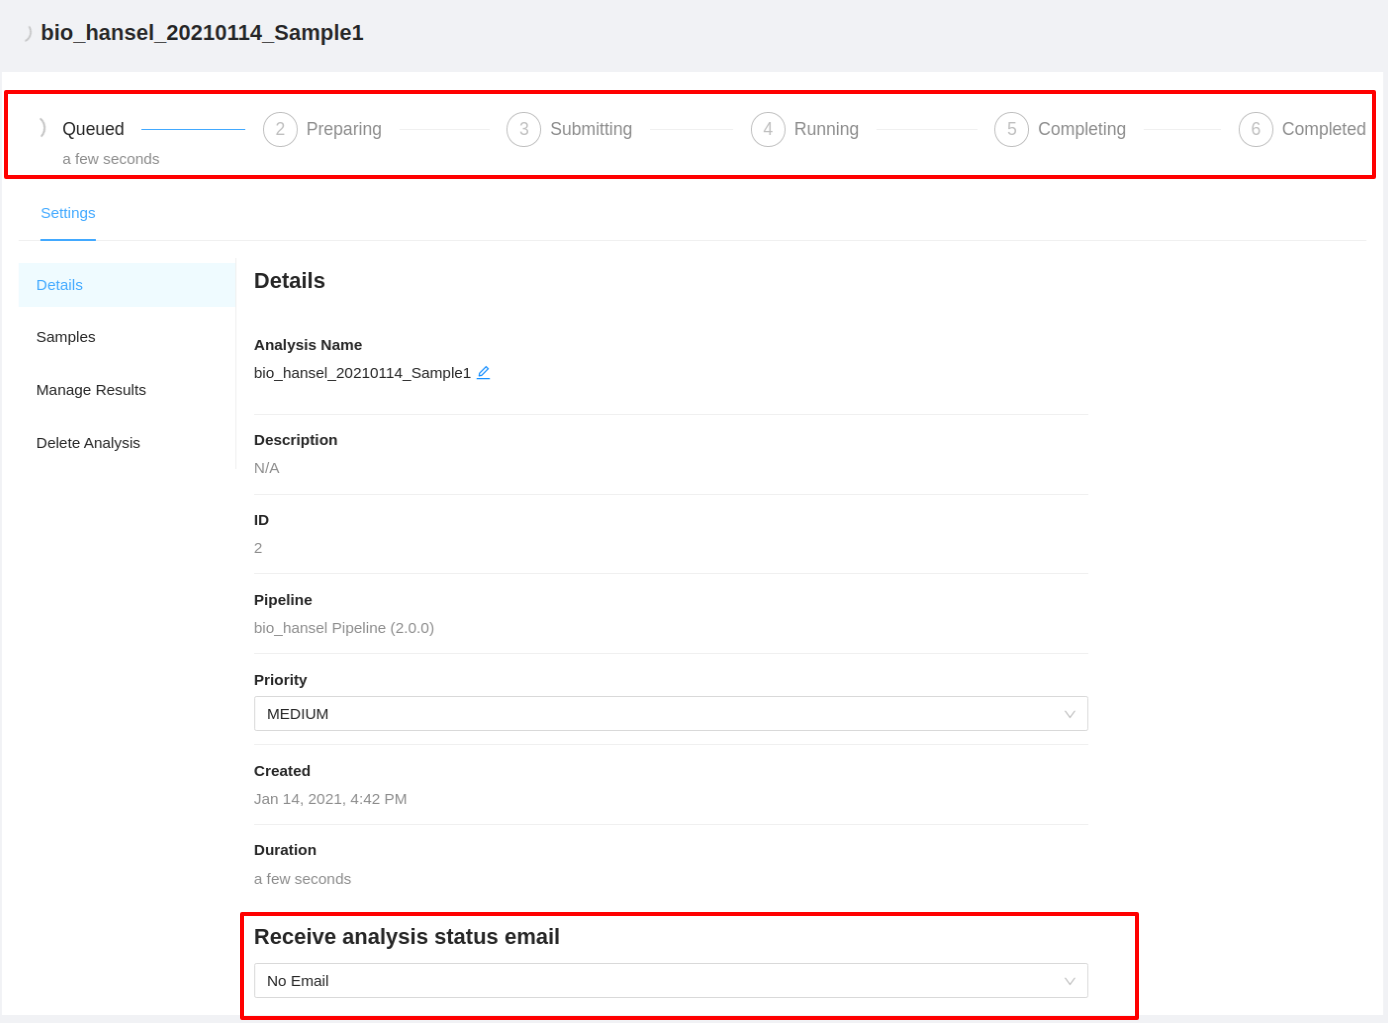 bio_hansel_20210114_Sample1
Queued 2 Preparing 3 Submitting 4 Running 5 Completing 6 Completed
a few seconds
Settings
Details
Samples
Manage Results
Delete Analysis
Details
Analysis Name
bio_hansel_20210114_Sample1
Description
N/A
ID
2
Pipeline
bio_hansel Pipeline (2.0.0)
Priority
MEDIUM
Created
Jan 14, 2021, 4:42 PM
Duration
a few seconds
Receive analysis status email
No Email